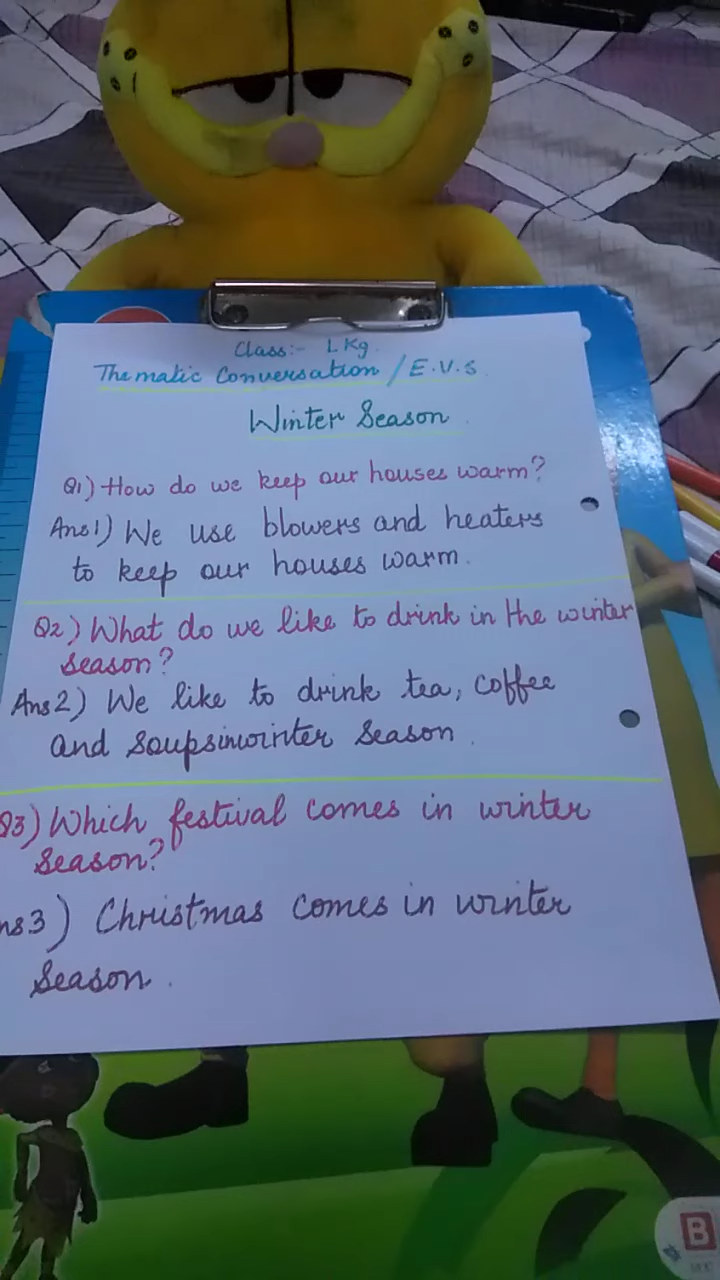 Class:- LKg.
Thematic Conversation / E.V.S.
Winter Season
Q1) How do we keep our houses warm?
Ans1) We use blowers and heaters
to keep our houses warm.
Q2) What do we like to drink in the winter
season?
Ans2) We like to drink tea, coffee
and soupsinwinter season.
Q3) Which festival comes in winter
season?
ns3) Christmas comes in winter
season.
B